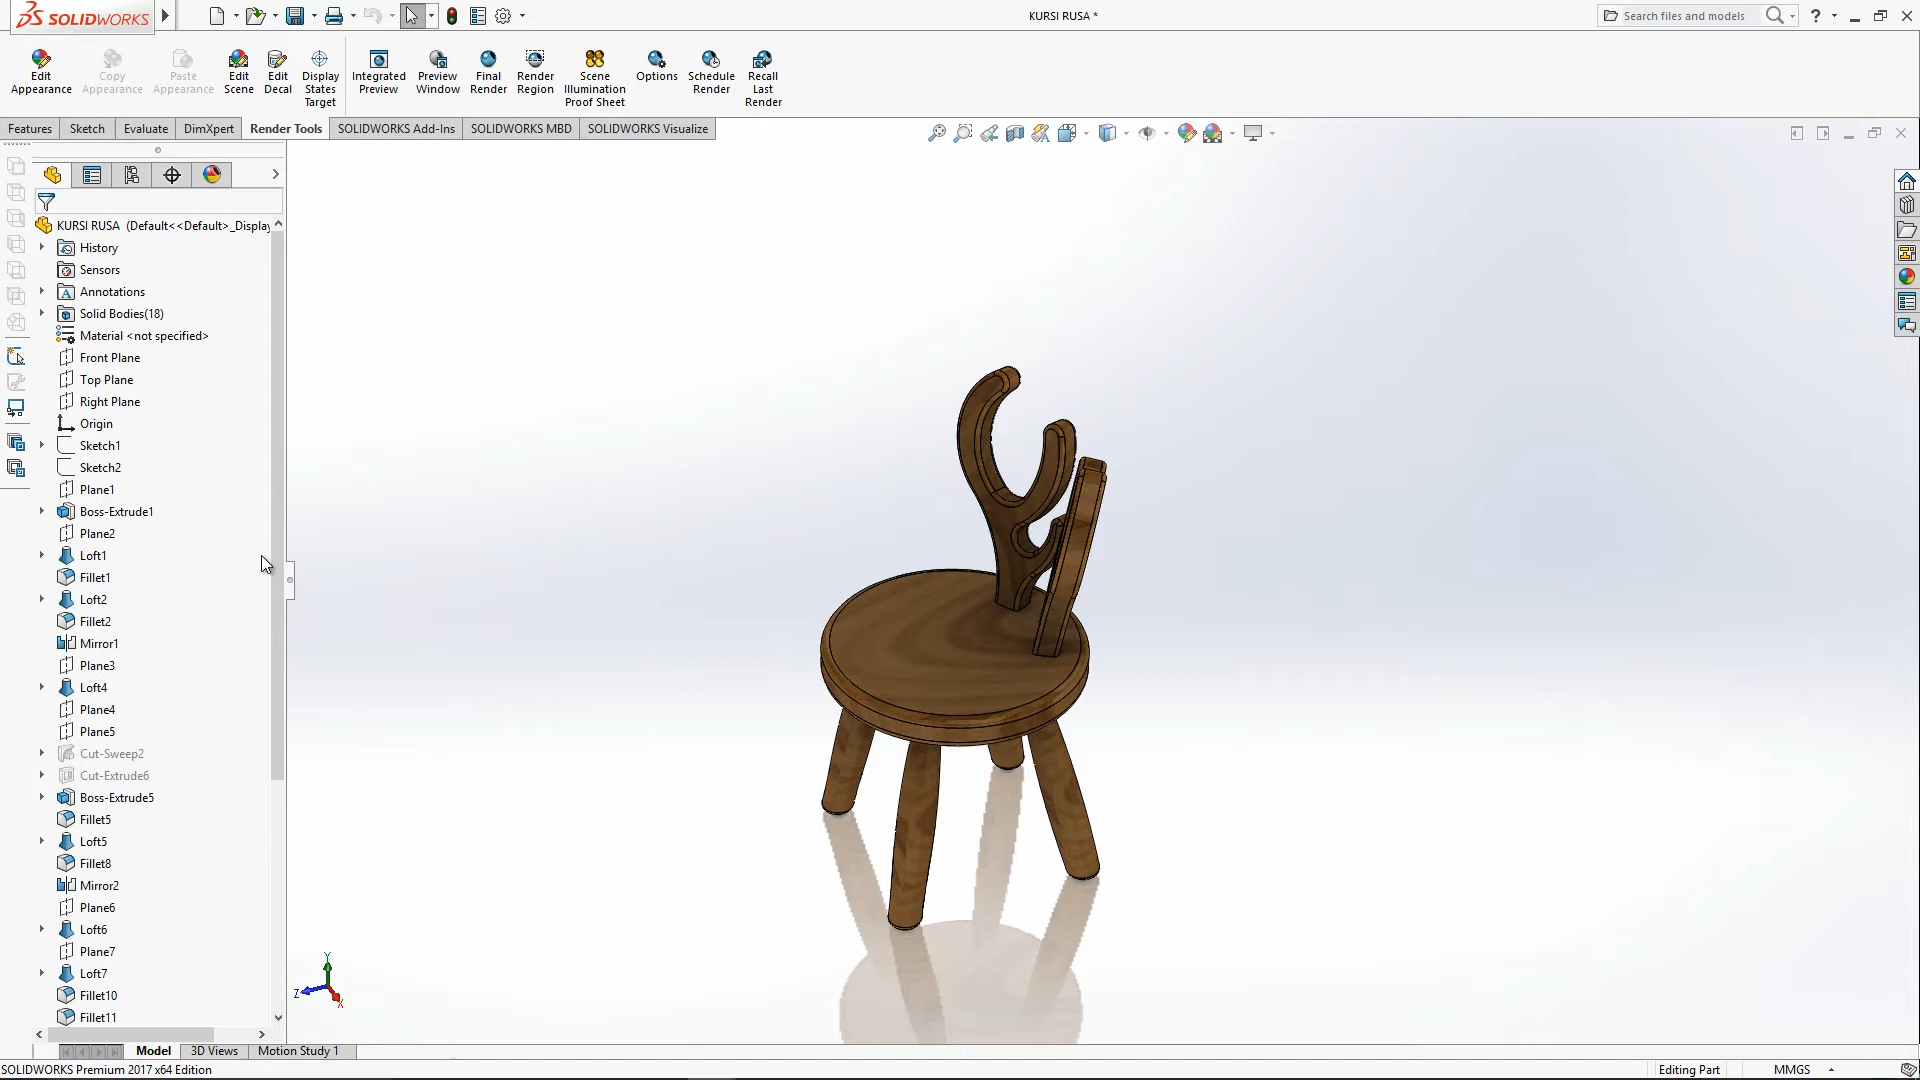 SOLIDWORKS
KURSI RUSA *
Search files and models
Edit Appearance
Copy Appearance
Paste Appearance
Edit Scene
Edit Decal
Display States Target
Integrated Preview
Preview Window
Final Render
Render Region
Scene Illumination Proof Sheet
Options
Schedule Render
Recall Last Render
Features
Sketch
Evaluate
DimXpert
Render Tools
SOLIDWORKS Add-Ins
SOLIDWORKS MBD
SOLIDWORKS Visualize
KURSI RUSA (Default<<Default>_Display
History
Sensors
Annotations
Solid Bodies(18)
Material <not specified>
Front Plane
Top Plane
Right Plane
Origin
Sketch1
Sketch2
Plane1
Boss-Extrude1
Plane2
Loft1
Fillet1
Loft2
Fillet2
Mirror1
Plane3
Loft4
Plane4
Plane5
Cut-Sweep2
Cut-Extrude6
Boss-Extrude5
Fillet5
Loft5
Fillet8
Mirror2
Plane6
Loft6
Plane7
Loft7
Fillet10
Fillet11
Y
Z
X
Model
3D Views
Motion Study 1
SOLIDWORKS Premium 2017 x64 Edition
Editing Part
MMGS